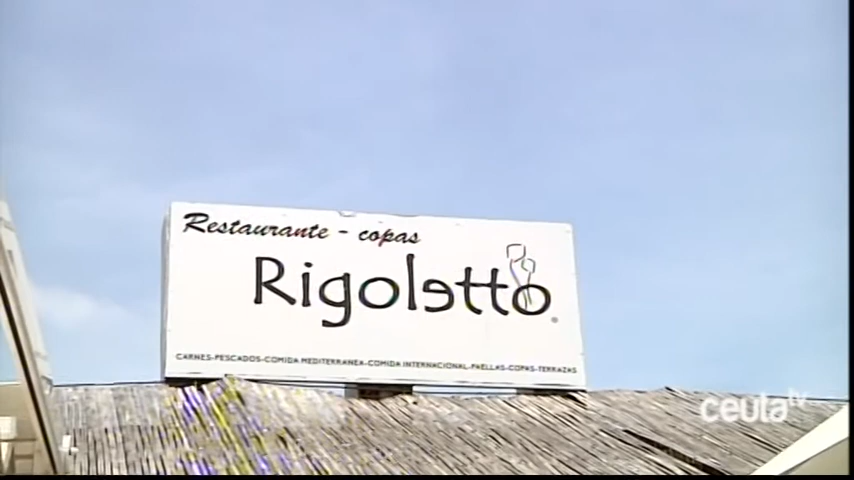 Restaurante - copas
Rigoletto
CARNES-PESCADOS-COMIDA MEDITERRANEA-COMIDA INTERNACIONAL-PAELLAS-COPAS-TERRAZAS
ceuta tv